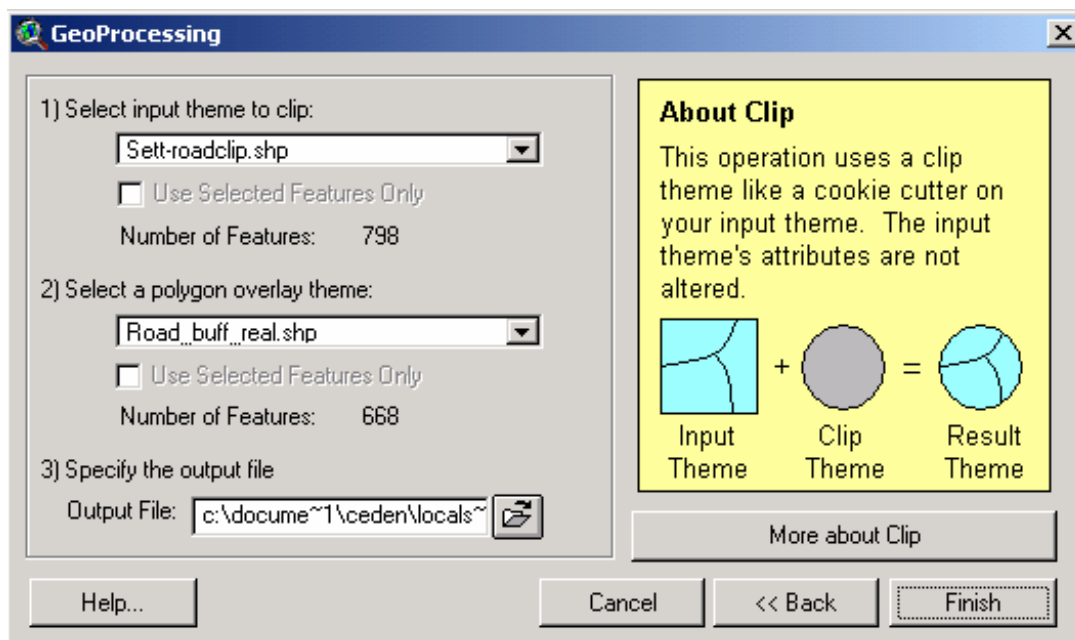 GeoProcessing
1) Select input theme to clip:
Sett-roadclip.shp
Use Selected Features Only
Number of Features: 798
2) Select a polygon overlay theme:
Road_buff_real.shp
Use Selected Features Only
Number of Features: 668
3) Specify the output file
Output File: c:\docume~1\ceden\locals~
About Clip
This operation uses a clip
theme like a cookie cutter on
your input theme. The input
theme's attributes are not
altered.
+ =
Input Clip Result
Theme Theme Theme
More about Clip
Help... Cancel << Back Finish